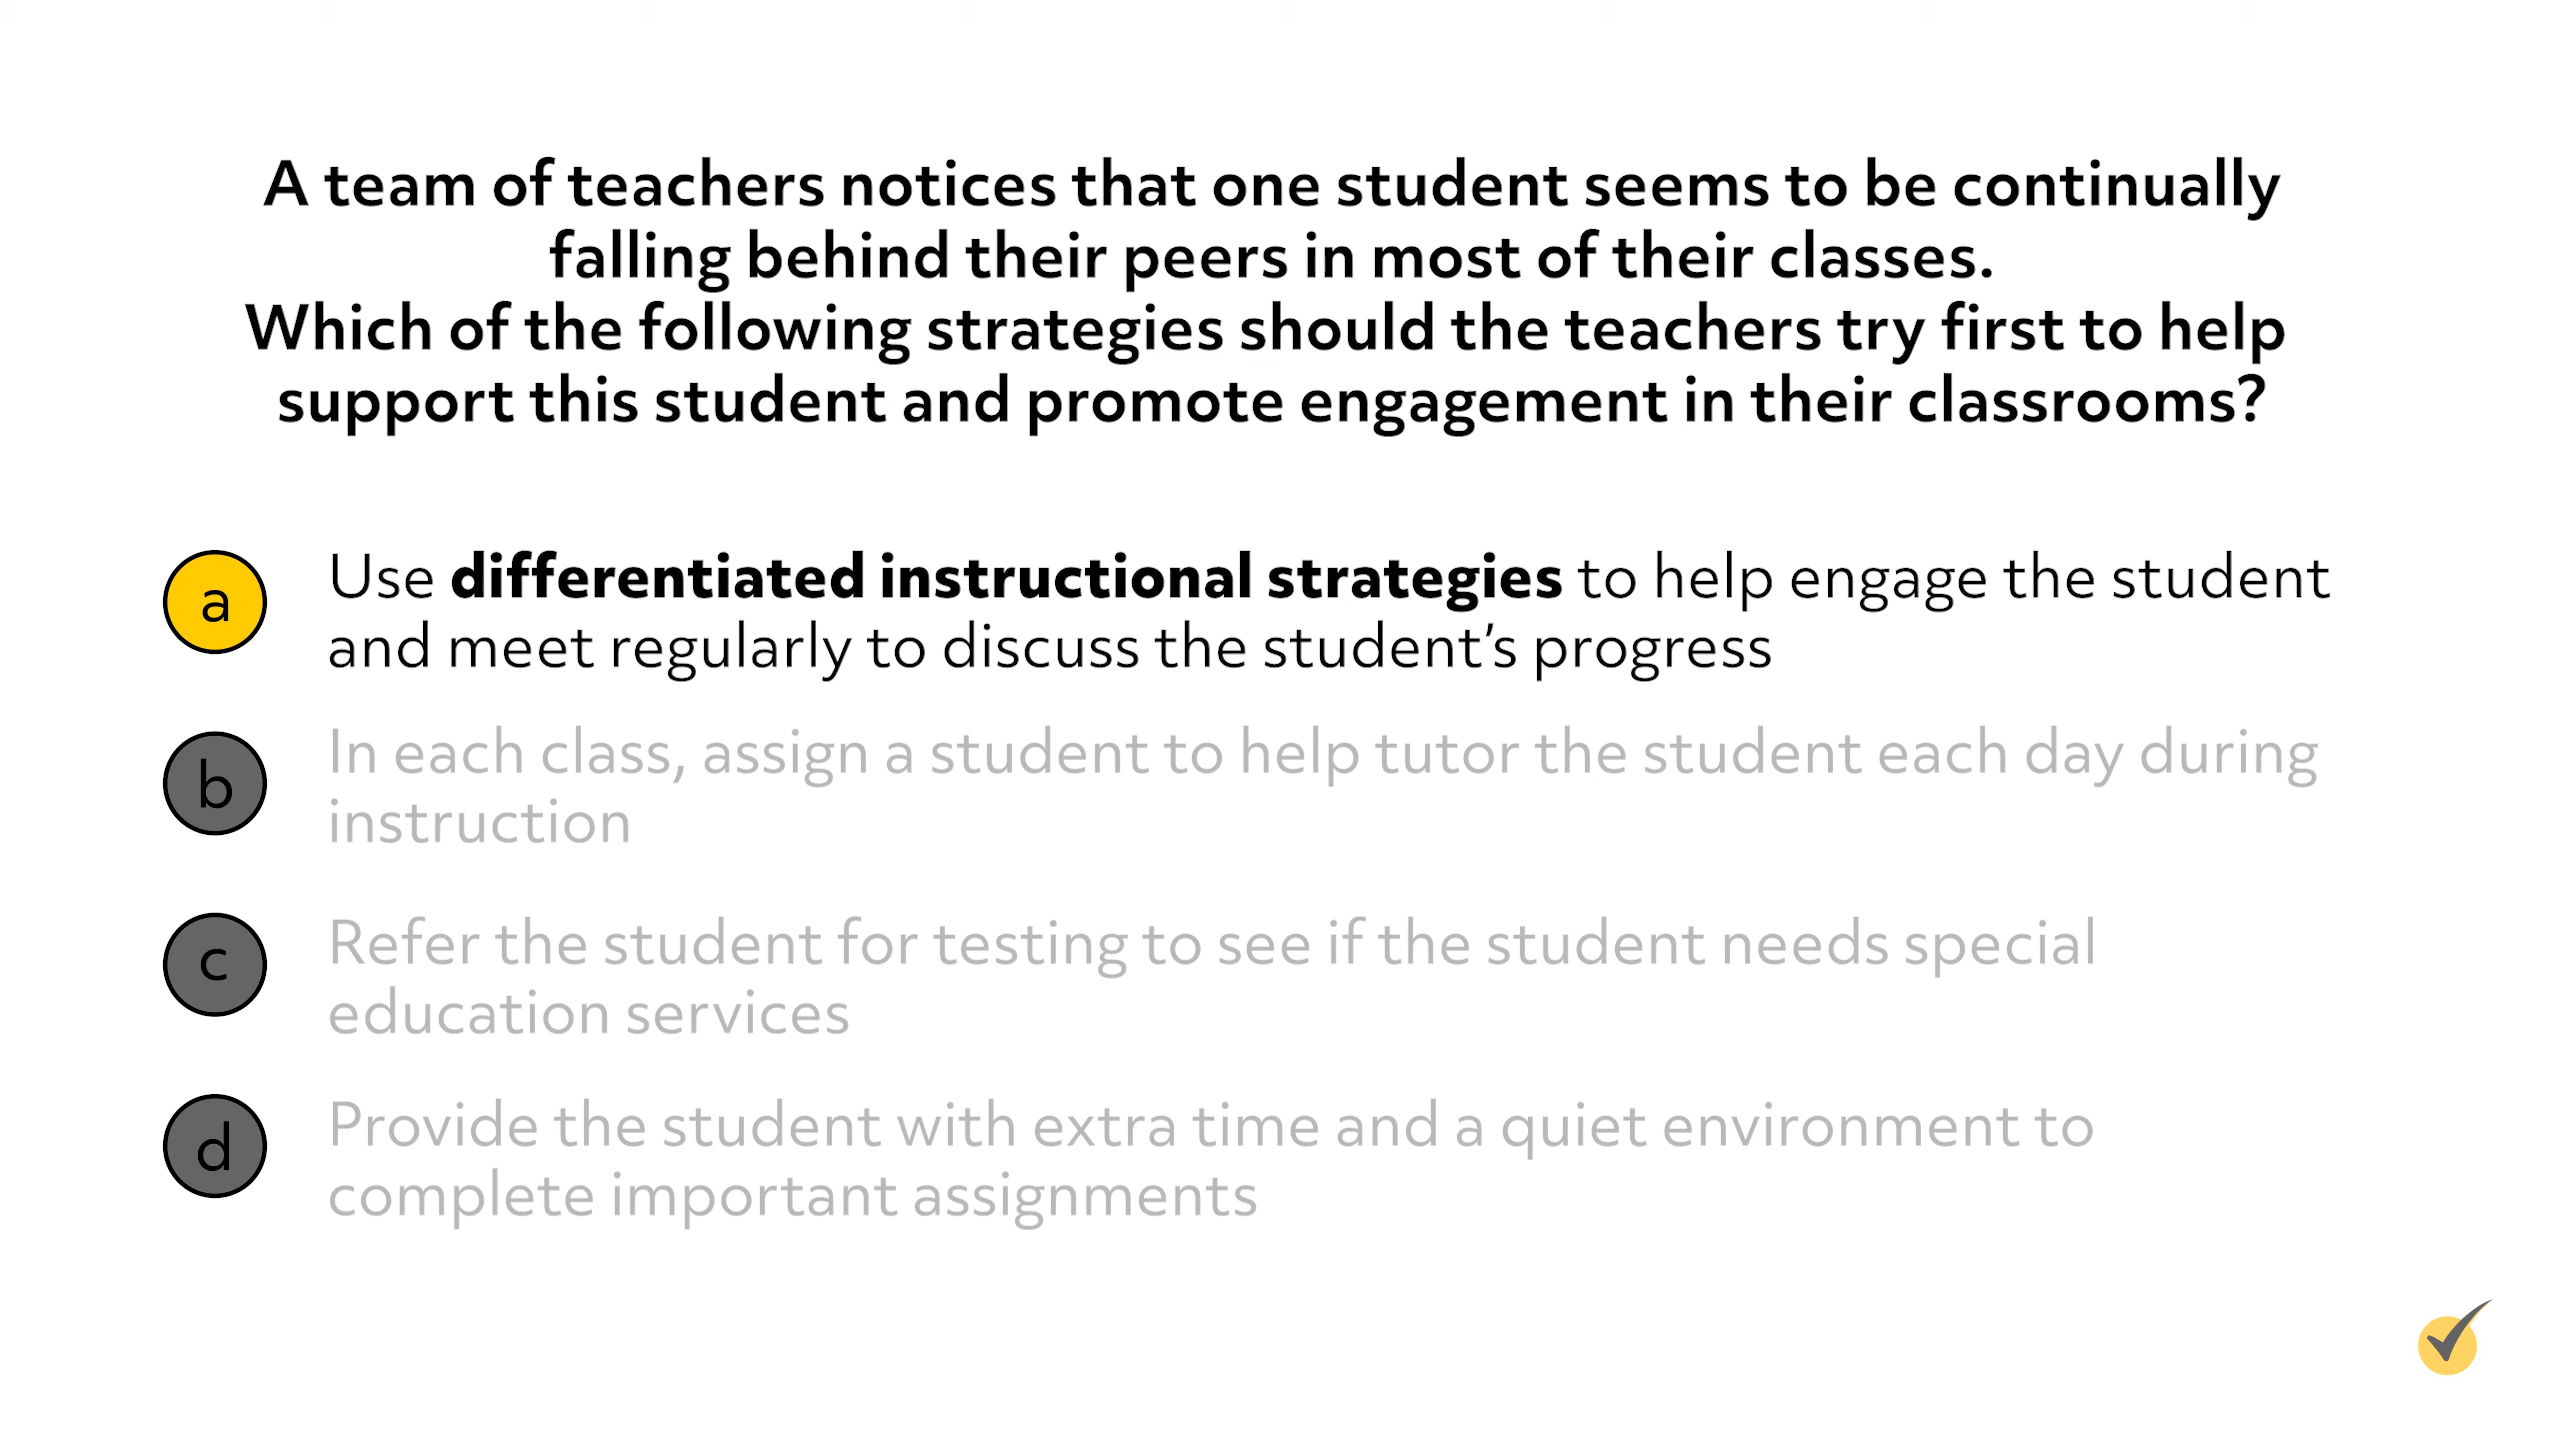 A team of teachers notices that one student seems to be continually
falling behind their peers in most of their classes.
Which of the following strategies should the teachers try first to help
support this student and promote engagement in their classrooms?
a
Use differentiated instructional strategies to help engage the student
and meet regularly to discuss the student’s progress
b
In each class, assign a student to help tutor the student each day during
instruction
c
Refer the student for testing to see if the student needs special
education services
d
Provide the student with extra time and a quiet environment to
complete important assignments